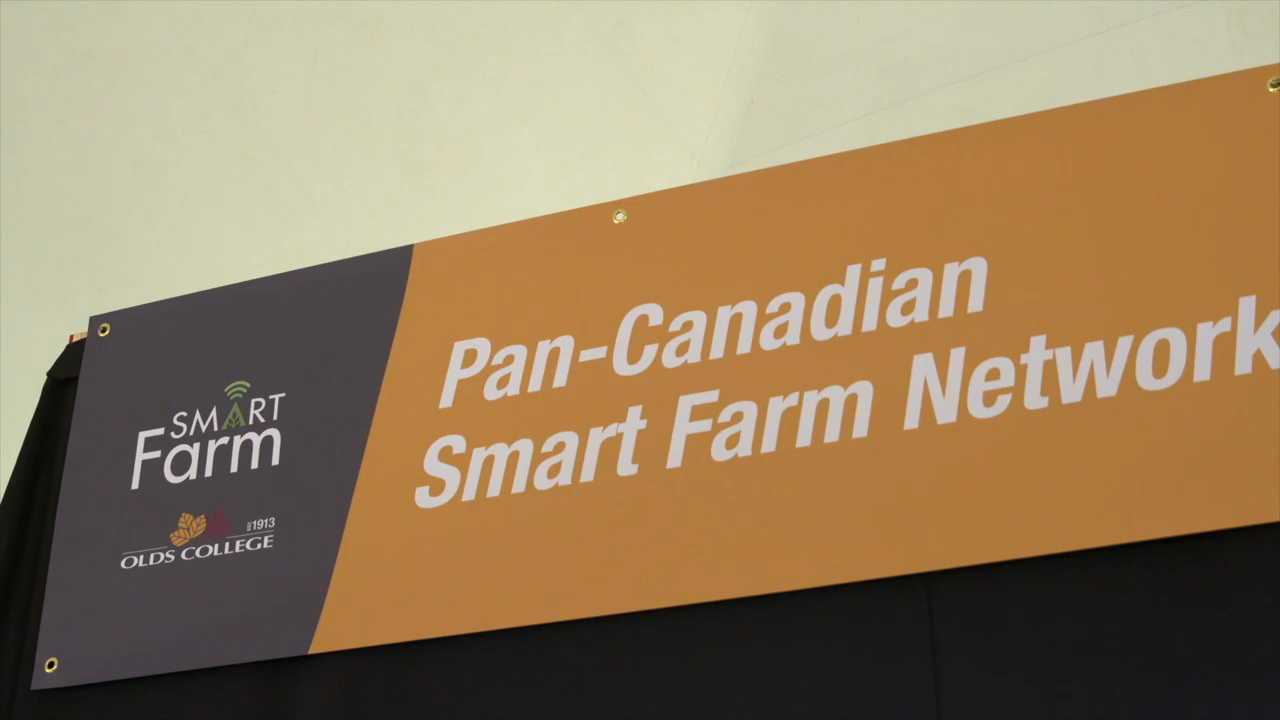 SMART
Farm
EST. 1913
OLDS COLLEGE
Pan-Canadian
Smart Farm Network